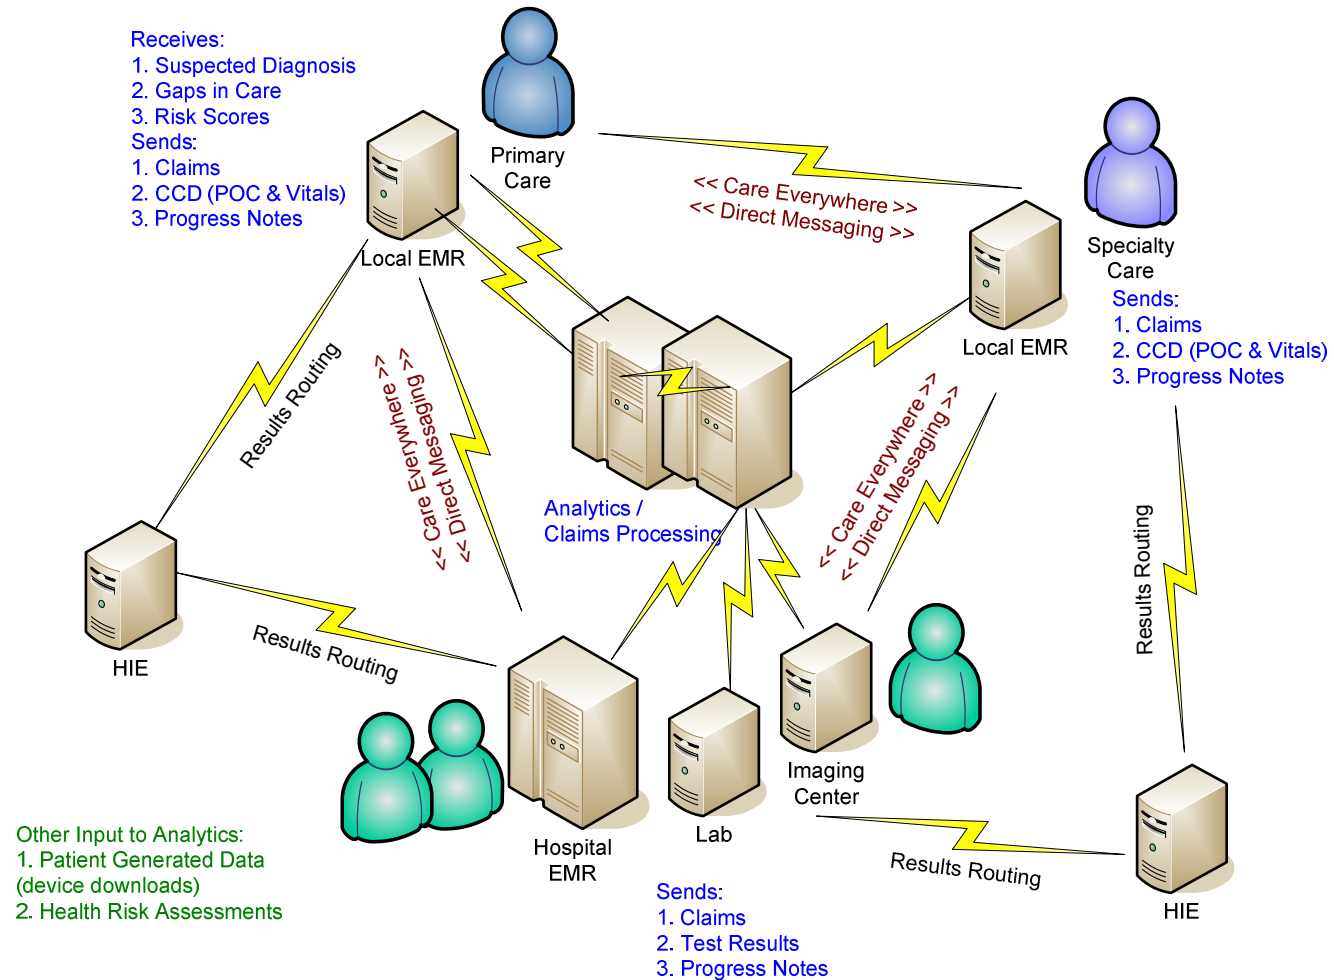 Receives:
1. Suspected Diagnosis
2. Gaps in Care
3. Risk Scores
Sends:
1. Claims
2. CCD (POC & Vitals)
3. Progress Notes
Primary
Care
Local EMR
<< Care Everywhere >>
<< Direct Messaging >>
Specialty
Care
Sends:
1. Claims
2. CCD (POC & Vitals)
3. Progress Notes
Local EMR
Results Routing
<< Care Everywhere >>
<< Direct Messaging >>
Analytics /
Claims Processing
<< Care Everywhere >>
<< Direct Messaging >>
Results Routing
HIE
Results Routing
Hospital
EMR
Lab
Imaging
Center
Results Routing
HIE
Other Input to Analytics:
1. Patient Generated Data
(device downloads)
2. Health Risk Assessments
Sends:
1. Claims
2. Test Results
3. Progress Notes